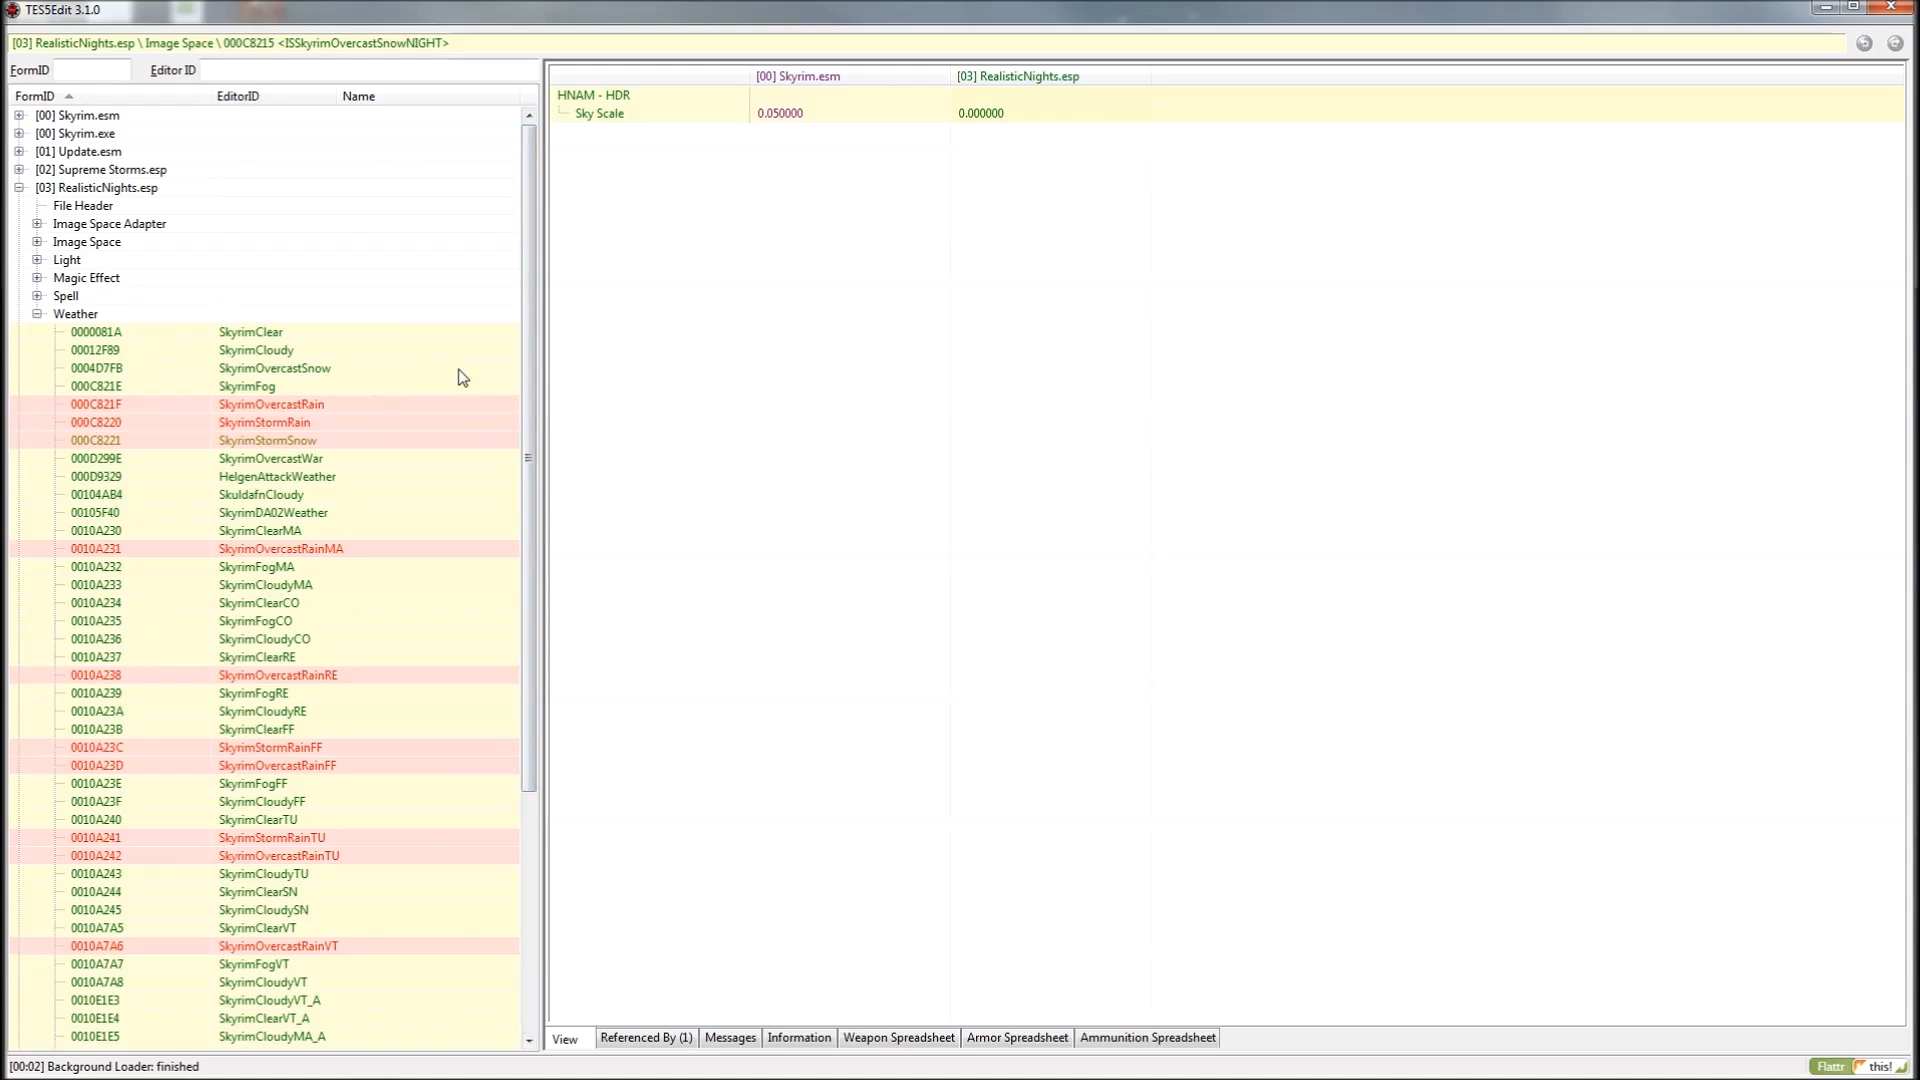 TES5Edit 3.1.0
[03] RealisticNights.esp \ Image Space \ 000C8215 <ISSkyrimOvercastSnowNIGHT>
FormID Editor ID
FormID EditorID Name
[00] Skyrim.esm
[00] Skyrim.exe
[01] Update.esm
[02] Supreme Storms.esp
[03] RealisticNights.esp
File Header
Image Space Adapter
Image Space
Light
Magic Effect
Spell
Weather
0000081A SkyrimClear
00012F89 SkyrimCloudy
0004D7FB SkyrimOvercastSnow
000C821E SkyrimFog
000C821F SkyrimOvercastRain
000C8220 SkyrimStormRain
000C8221 SkyrimStormSnow
000D299E SkyrimOvercastWar
000D9329 HelgenAttackWeather
00104AB4 SkuldafnCloudy
00105F40 SkyrimDA02Weather
0010A230 SkyrimClearMA
0010A231 SkyrimOvercastRainMA
0010A232 SkyrimFogMA
0010A233 SkyrimCloudyMA
0010A234 SkyrimClearCO
0010A235 SkyrimFogCO
0010A236 SkyrimCloudyCO
0010A237 SkyrimClearRE
0010A238 SkyrimOvercastRainRE
0010A239 SkyrimFogRE
0010A23A SkyrimCloudyRE
0010A23B SkyrimClearFF
0010A23C SkyrimStormRainFF
0010A23D SkyrimOvercastRainFF
0010A23E SkyrimFogFF
0010A23F SkyrimCloudyFF
0010A240 SkyrimClearTU
0010A241 SkyrimStormRainTU
0010A242 SkyrimOvercastRainTU
0010A243 SkyrimCloudyTU
0010A244 SkyrimClearSN
0010A245 SkyrimCloudySN
0010A7A5 SkyrimClearVT
0010A7A6 SkyrimOvercastRainVT
0010A7A7 SkyrimFogVT
0010A7A8 SkyrimCloudyVT
0010E1E3 SkyrimCloudyVT_A
0010E1E4 SkyrimClearVT_A
0010E1E5 SkyrimCloudyMA_A
[00] Skyrim.esm [03] RealisticNights.esp
HNAM - HDR
Sky Scale 0.050000 0.000000
View Referenced By (1) Messages Information Weapon Spreadsheet Armor Spreadsheet Ammunition Spreadsheet
[00:02] Background Loader: finished
Flattr this!